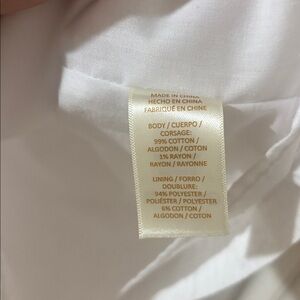 MADE IN CHINA
HECHO EN CHINA
FABRIQUÉ EN CHINE
BODY / CUERPO /
CORSAGE:
99% COTTON /
ALGODON / COTON
1% RAYON /
RAYON / RAYONNE
LINING / FORRO /
DOUBLURE:
94% POLYESTER /
POLIÉSTER / POLYESTER
6% COTTON /
ALGODON / COTON